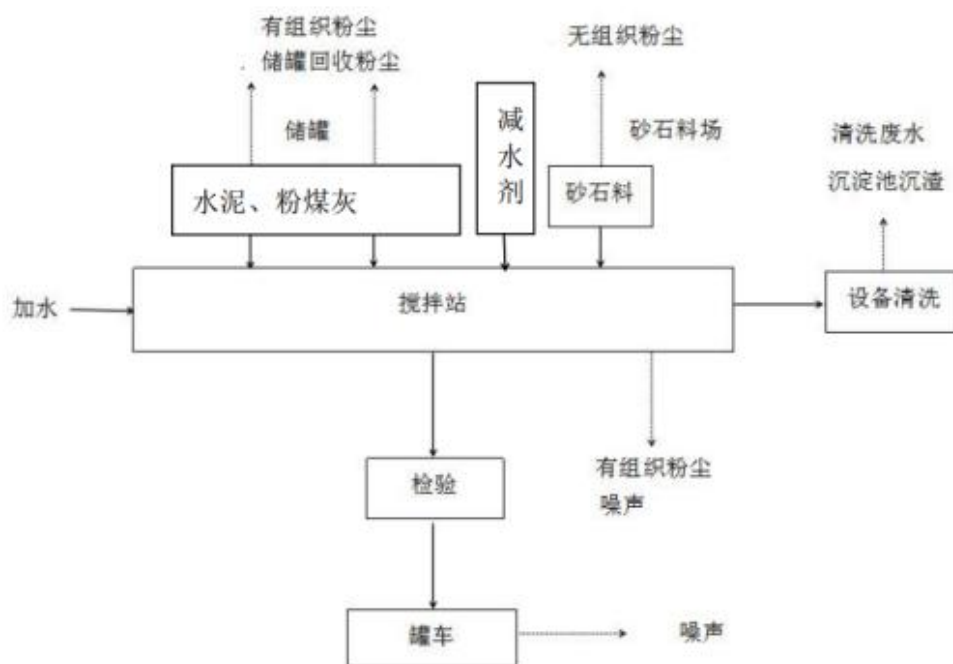 有组织粉尘
储罐回收粉尘
无组织粉尘
储罐
减水剂
砂石料场
清洗废水
沉淀池沉渣
水泥、粉煤灰
砂石料
加水
搅拌站
设备清洗
检验
有组织粉尘
噪声
罐车
噪声